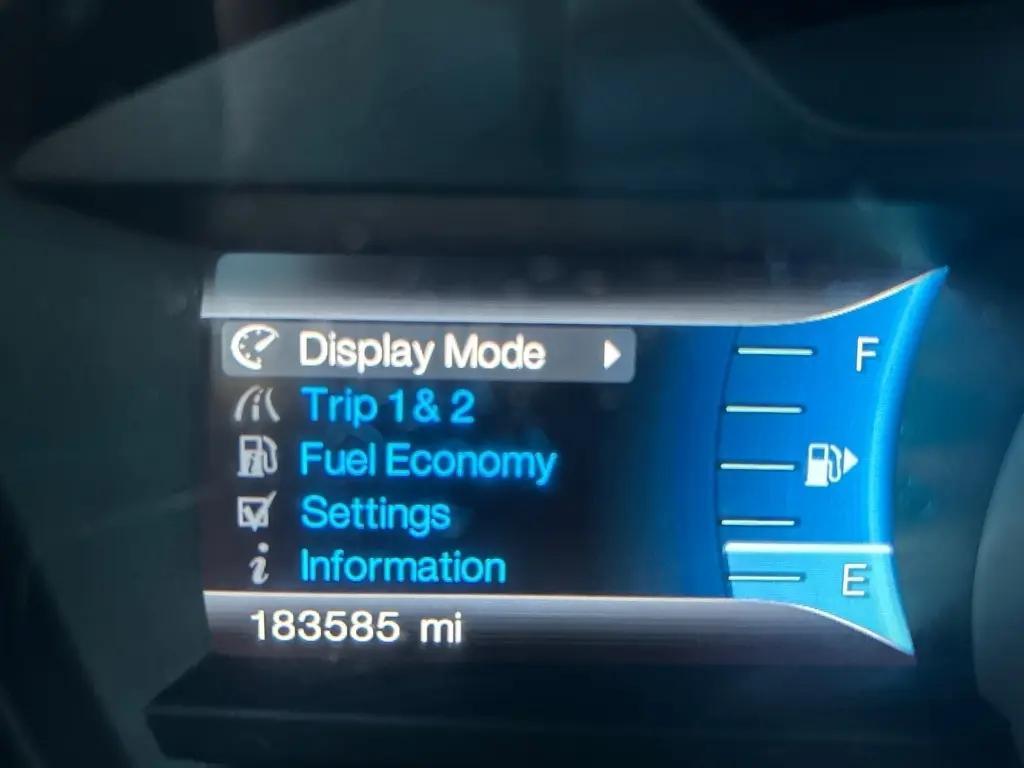 Display Mode
F
Trip 1 & 2
Fuel Economy
Settings
Information
E
183585 mi